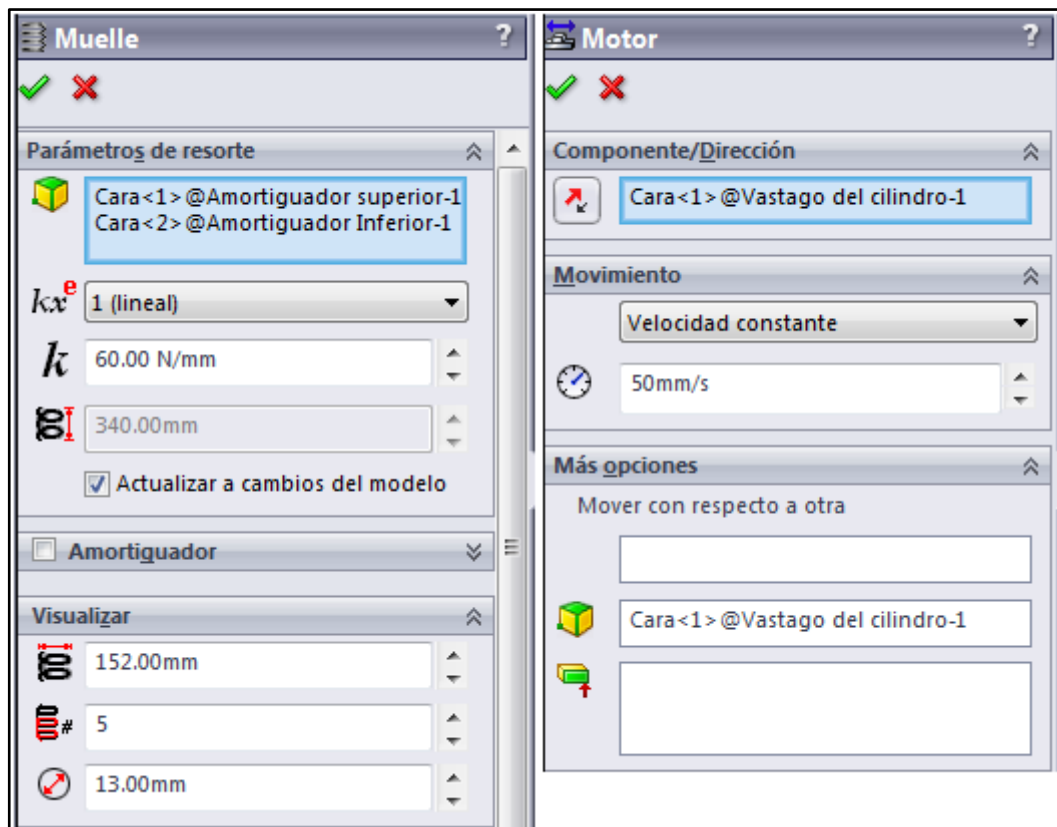 Muelle ?
Parámetros de resorte
Cara<1>@Amortiguador superior-1
Cara<2>@Amortiguador Inferior-1
kx^e 1 (lineal)
k 60.00 N/mm
340.00mm
Actualizar a cambios del modelo
Amortiguador
Visualizar
152.00mm
# 5
13.00mm
Motor ?
Componente/Dirección
Cara<1>@Vastago del cilindro-1
Movimiento
Velocidad constante
50mm/s
Más opciones
Mover con respecto a otra
Cara<1>@Vastago del cilindro-1